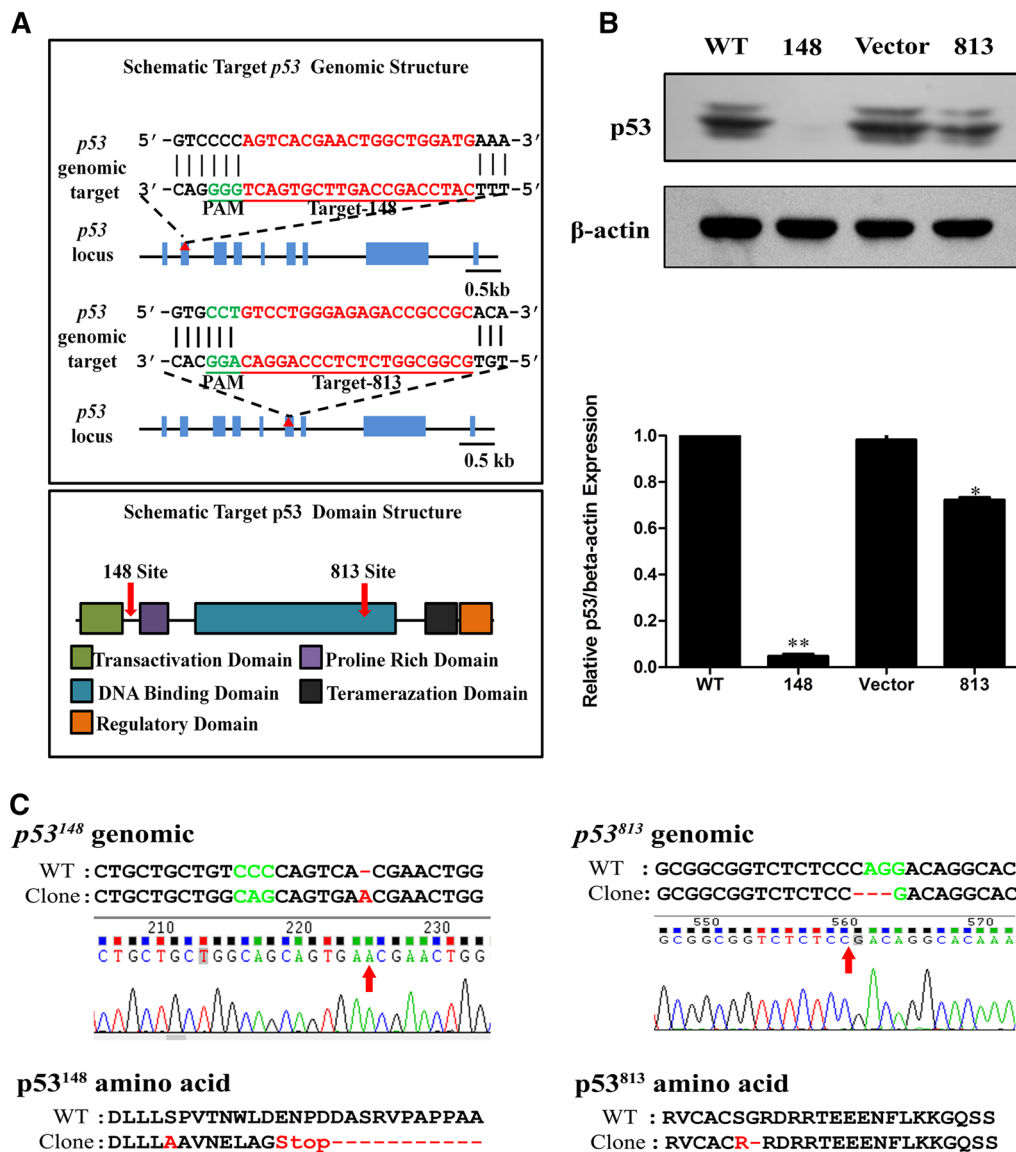 A
Schematic Target p53 Genomic Structure
p53 genomic target
5′ -GTCCCCAGTCACGAACTGGCTGGATGAAA-3′
3′ -CAGGGGTCAGTGCTTGACCGACCTACTTT-5′
PAM Target-148
p53 locus
0.5kb
p53 genomic target
5′ -GTGCCTGTCCTGGGAGAGACCGCCGCACA-3′
3′ -CACGGACAGGACCCTCTCTGGCGGCGTGT-5′
PAM Target-813
p53 locus
0.5 kb
Schematic Target p53 Domain Structure
148 Site 813 Site
Transactivation Domain Proline Rich Domain
DNA Binding Domain Teramerazation Domain
Regulatory Domain
B
WT 148 Vector 813
p53
β-actin
Relative p53/beta-actin Expression
1.0
0.8
0.6
0.4
0.2
0.0
** *
WT 148 Vector 813
C
p53148 genomic
WT :CTGCTGCTGTCCCCAGTCA-CGAACTGG
Clone:CTGCTGCTGGCAGCAGTGAACGAACTGG
210 220 230
CTGCTGCTGGCAGCAGTGAACGAACTGG
p53148 amino acid
WT :DLLLSPVTNWLDENPDDASRVPAPPAA
Clone:DLLLAAVNELAGStop------------
p53813 genomic
WT :GCGGCGGTCTCTCCCAGGACAGGCAC
Clone:GCGGCGGTCTCTCC---GACAGGCAC
550 560 570
GCGGCGGTCTCTCCGACAGGCACAAA
p53813 amino acid
WT :RVCACSGRDRRTEEENFLKKGQSS
Clone:RVCACR-RDRRTEEENFLKKGQSS